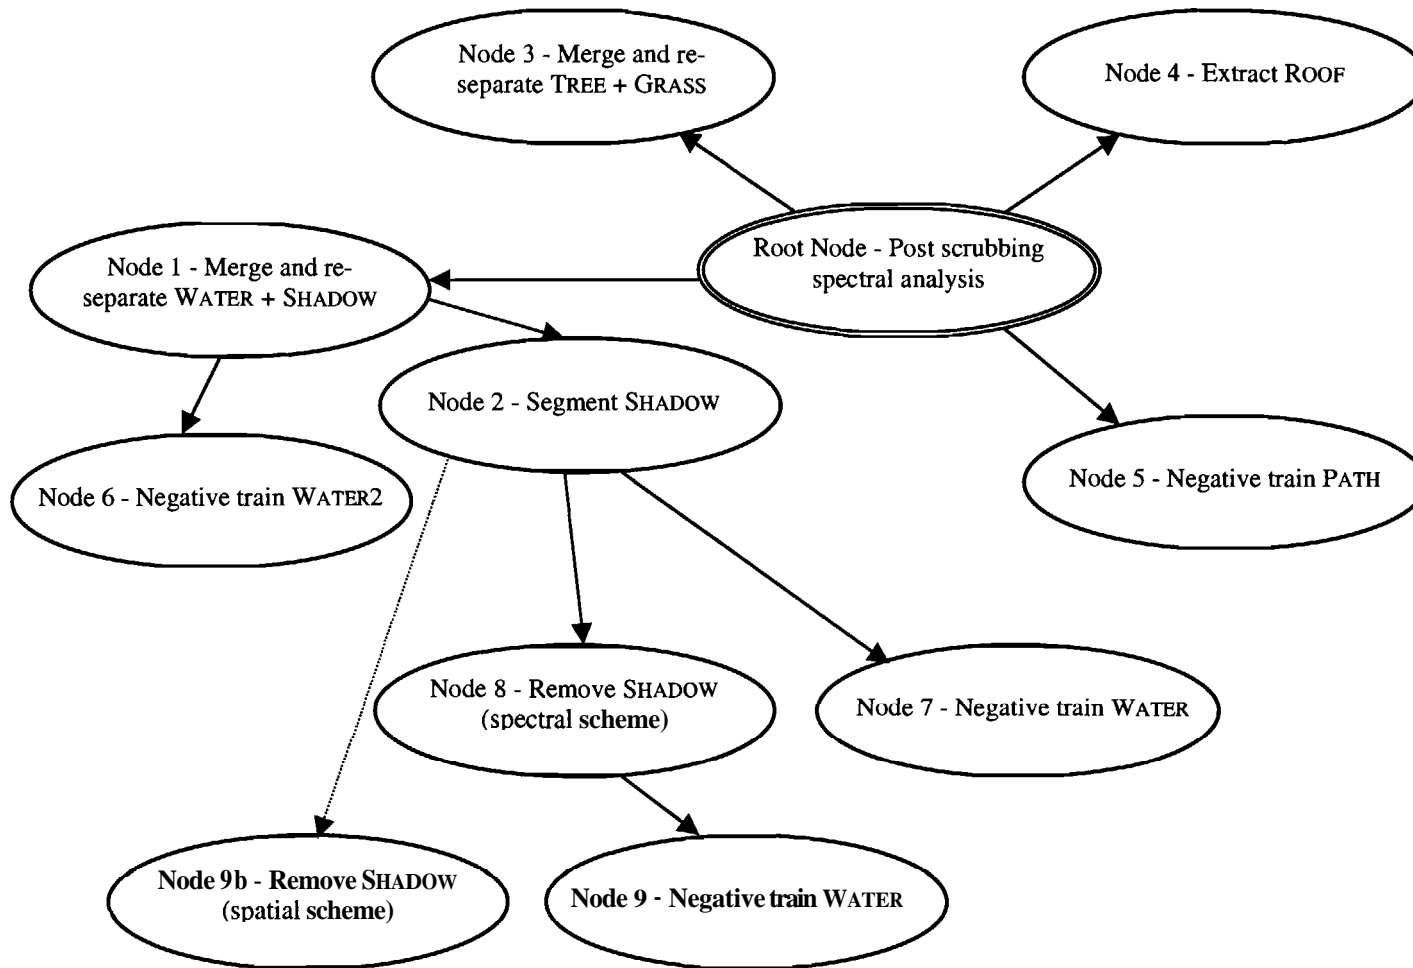 Node 3 - Merge and re-
separate TREE + GRASS
Node 4 - Extract ROOF
Root Node - Post scrubbing
spectral analysis
Node 1 - Merge and re-
separate WATER + SHADOW
Node 2 - Segment SHADOW
Node 6 - Negative train WATER2
Node 5 - Negative train PATH
Node 8 - Remove SHADOW
(spectral scheme)
Node 7 - Negative train WATER
Node 9b - Remove SHADOW
(spatial scheme)
Node 9 - Negative train WATER